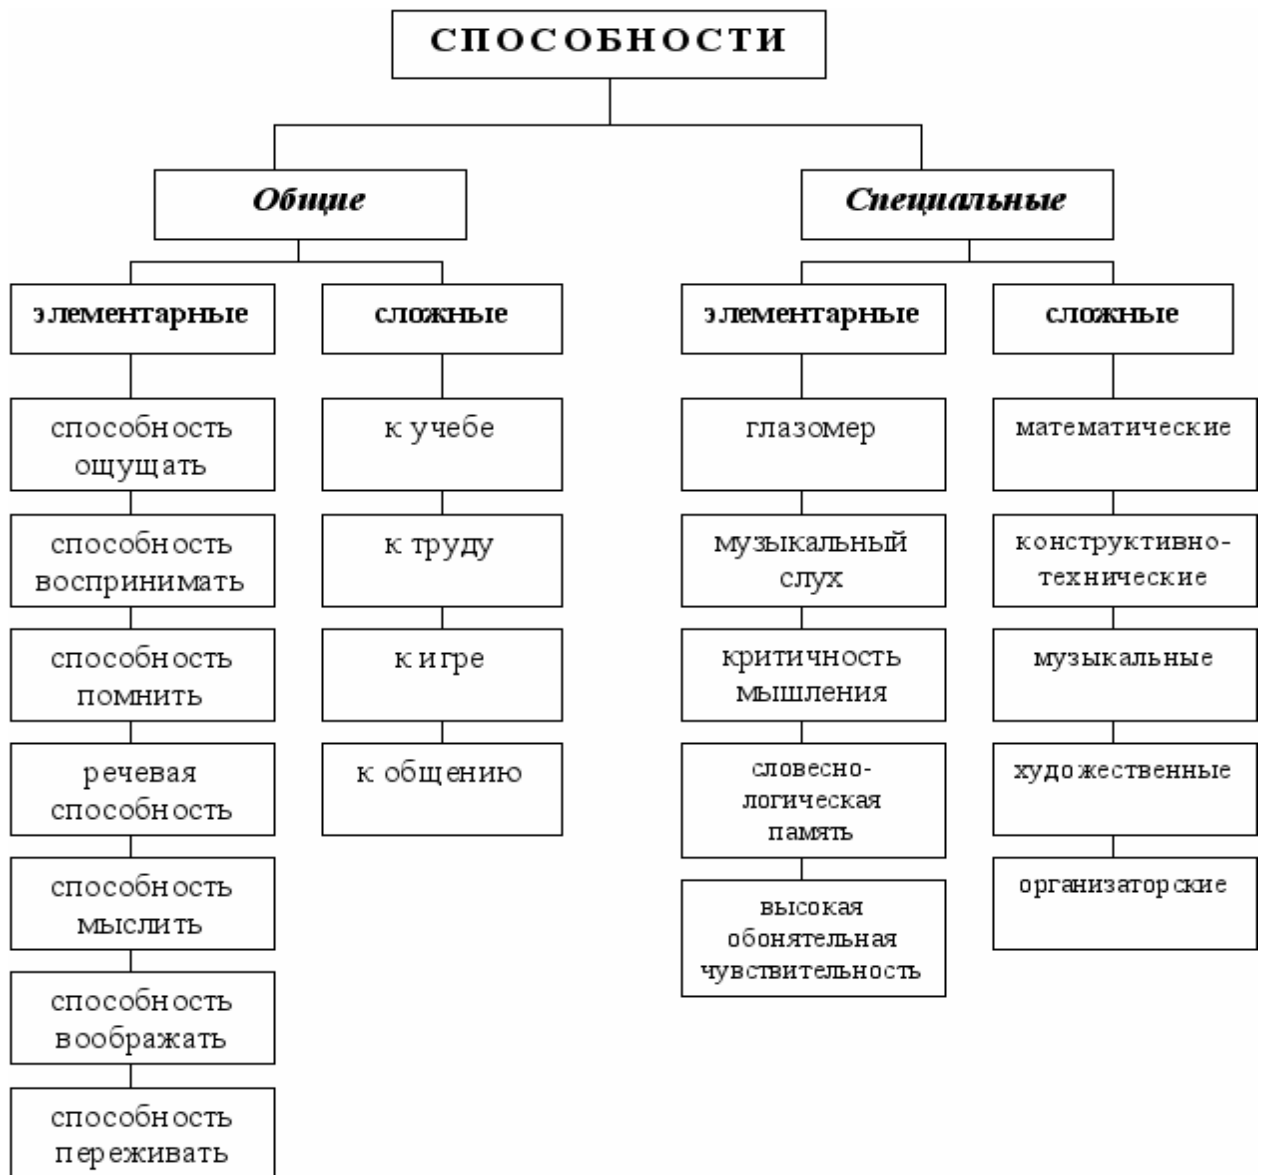 СПОСОБНОСТИ
Общие
Специальные
элементарные
сложные
элементарные
сложные
способность
ощущать
к учебе
глазомер
математические
способность
воспринимать
к труду
музыкальный
слух
конструктивно-
технические
способность
помнить
к игре
критичность
мышления
музыкальные
речевая
способность
к общению
словесно-
логическая
память
художественные
способность
мыслить
высокая
обонятельная
чувствительность
организаторские
способность
воображать
способность
переживать